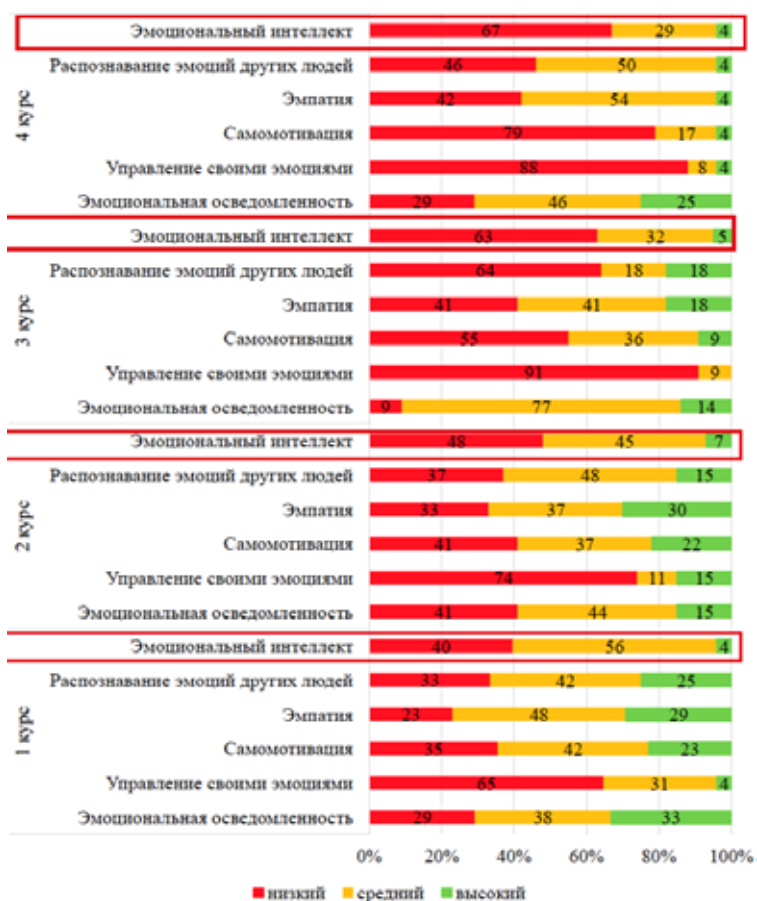 4 курс
Эмоциональный интеллект 67 29 4
Распознавание эмоций других людей 46 50 4
Эмпатия 42 54 4
Самомотивация 79 17 4
Управление своими эмоциями 88 8 4
Эмоциональная осведомленность 29 46 25
3 курс
Эмоциональный интеллект 63 32 5
Распознавание эмоций других людей 64 18 18
Эмпатия 41 41 18
Самомотивация 55 36 9
Управление своими эмоциями 91 9
Эмоциональная осведомленность 9 77 14
2 курс
Эмоциональный интеллект 48 45 7
Распознавание эмоций других людей 37 48 15
Эмпатия 33 37 30
Самомотивация 41 37 22
Управление своими эмоциями 74 11 15
Эмоциональная осведомленность 41 44 15
1 курс
Эмоциональный интеллект 40 56 4
Распознавание эмоций других людей 33 42 25
Эмпатия 23 48 29
Самомотивация 35 42 23
Управление своими эмоциями 65 31 4
Эмоциональная осведомленность 29 38 33
0% 20% 40% 60% 80% 100%
низкий средний высокий